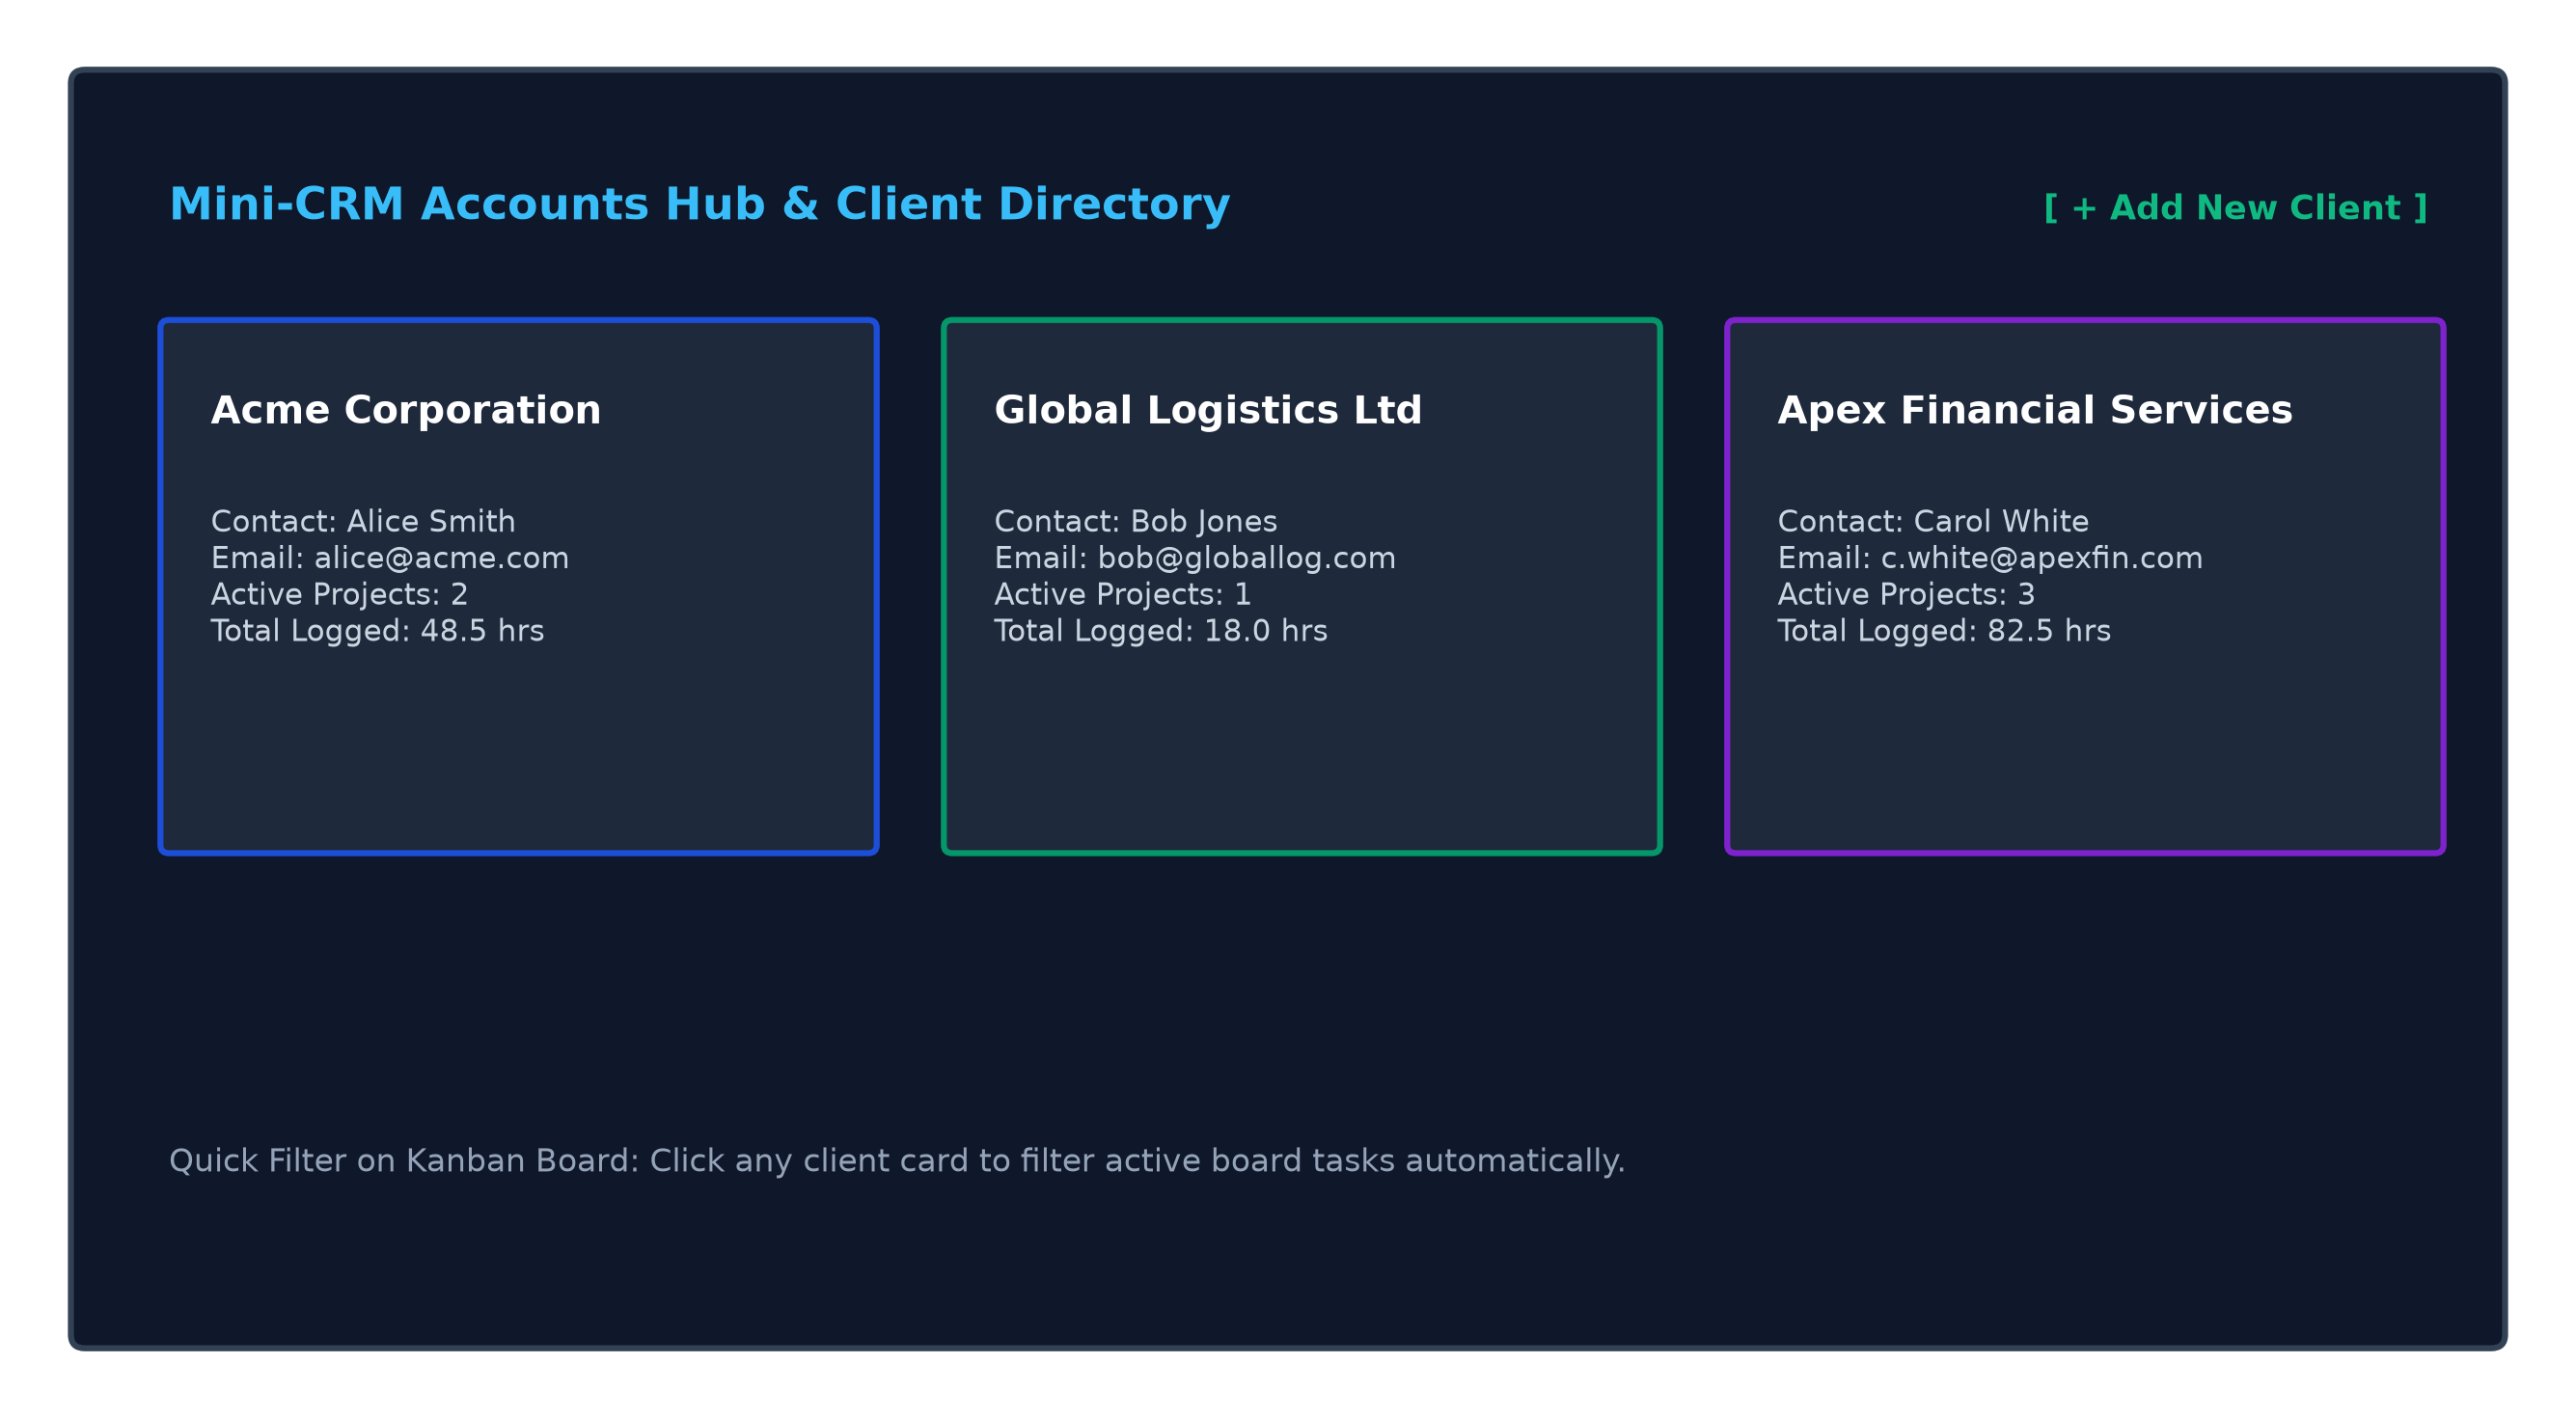 Mini-CRM Accounts Hub & Client Directory
[ + Add New Client ]
Acme Corporation
Contact: Alice Smith
Email: alice@acme.com
Active Projects: 2
Total Logged: 48.5 hrs
Global Logistics Ltd
Contact: Bob Jones
Email: bob@globallog.com
Active Projects: 1
Total Logged: 18.0 hrs
Apex Financial Services
Contact: Carol White
Email: c.white@apexfin.com
Active Projects: 3
Total Logged: 82.5 hrs
Quick Filter on Kanban Board: Click any client card to filter active board tasks automatically.